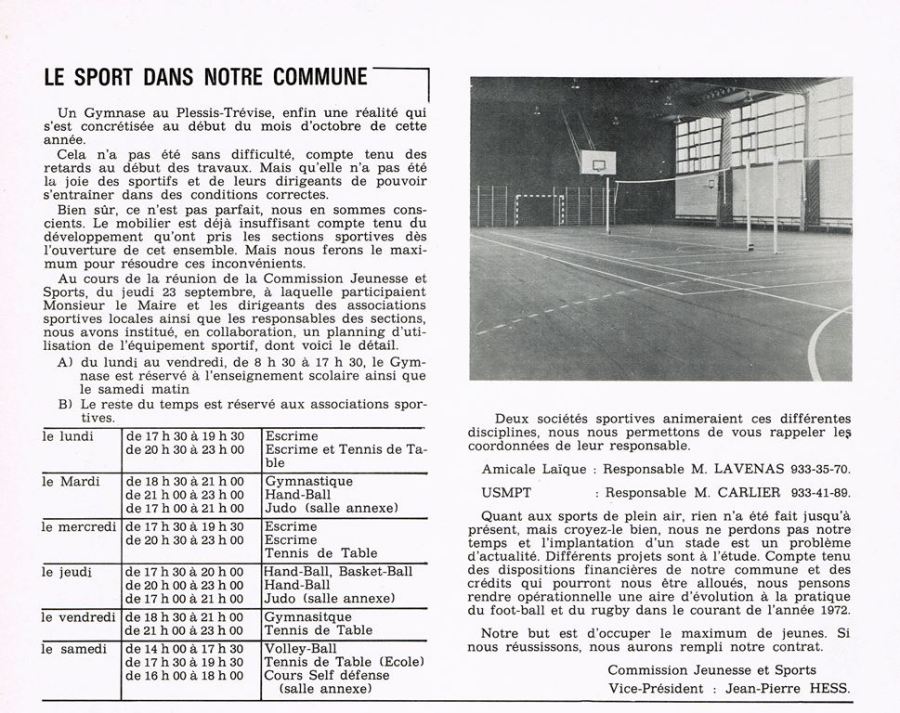 LE SPORT DANS NOTRE COMMUNE
Un Gymnase au Plessis-Trévise, enfin une réalité qui
s'est concrétisée au début du mois d'octobre de cette
année.
Cela n'a pas été sans difficulté, compte tenu des
retards au début des travaux. Mais qu'elle n'a pas été
la joie des sportifs et de leurs dirigeants de pouvoir
s'entrainer dans des conditions correctes.
Bien sûr, ce n'est pas parfait, nous en sommes cons-
cients. Le mobilier est déjà insuffisant compte tenu du
développement qu'ont pris les sections sportives dès
l'ouverture de cet ensemble. Mais nous ferons le maxi-
mum pour résoudre ces inconvénients.
Au cours de la réunion de la Commission Jeunesse et
Sports, du jeudi 23 septembre, à laquelle participaient
Monsieur le Maire et les dirigeants des associations
sportives locales ainsi que les responsables des sections,
nous avons institué, en collaboration, un planning d'uti-
lisation de l'équipement sportif, dont voici le détail.
A) du lundi au vendredi, de 8 h 30 à 17 h 30, le Gym-
nase est réservé à l'enseignement scolaire ainsi que
le samedi matin
B) Le reste du temps est réservé aux associations spor-
tives.
le lundi de 17 h 30 à 19 h 30 Escrime
de 20 h 30 à 23 h 00 Escrime et Tennis de Ta-
ble
le Mardi de 18 h 30 à 21 h 00 Gymnastique
de 21 h 00 à 23 h 00 Hand-Ball
de 17 h 00 à 21 h 00 Judo (salle annexe)
le mercredi de 17 h 30 à 19 h 30 Escrime
de 20 h 30 à 23 h 00 Escrime
Tennis de Table
le jeudi de 17 h 30 à 20 h 00 Hand-Ball, Basket-Ball
de 20 h 00 à 23 h 00 Hand-Ball
de 17 h 00 à 21 h 00 Judo (salle annexe)
le vendredi de 18 h 30 à 21 h 00 Gymnasitque
de 21 h 00 à 23 h 00 Tennis de Table
le samedi de 14 h 00 à 17 h 30 Volley-Ball
de 17 h 30 à 19 h 30 Tennis de Table (Ecole)
de 16 h 00 à 18 h 00 Cours Self défense
(salle annexe)
Deux sociétés sportives animeraient ces différentes
disciplines, nous nous permettons de vous rappeler les
coordonnées de leur responsable.
Amicale Laïque : Responsable M. LAVENAS 933-35-70.
USMPT : Responsable M. CARLIER 933-41-89.
Quant aux sports de plein air, rien n'a été fait jusqu'à
présent, mais croyez-le bien, nous ne perdons pas notre
temps et l'implantation d'un stade est un problème
d'actualité. Différents projets sont à l'étude. Compte tenu
des dispositions financières de notre commune et des
crédits qui pourront nous être alloués, nous pensons
rendre opérationnelle une aire d'évolution à la pratique
du foot-ball et du rugby dans le courant de l'année 1972.
Notre but est d'occuper le maximum de jeunes. Si
nous réussissons, nous aurons rempli notre contrat.
Commission Jeunesse et Sports
Vice-Président : Jean-Pierre HESS.